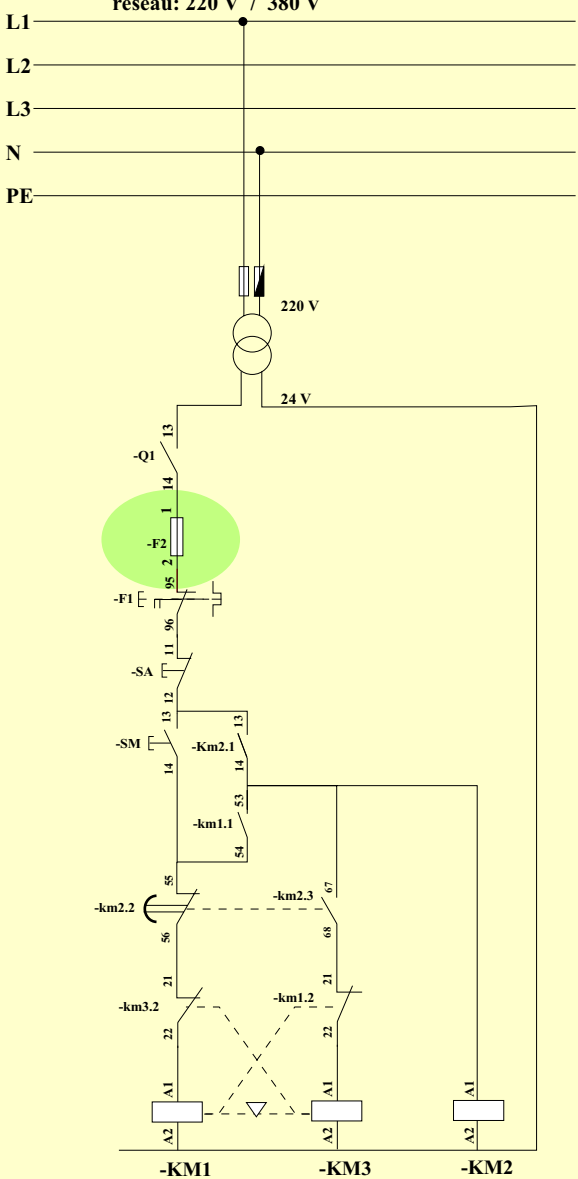 réseau: 220 V / 380 V
L1
L2
L3
N
PE
220 V
24 V
13
-Q1
14
1
-F2
2
95
-F1
96
11
-SA
12
13
13
-SM
-Km2.1
14
14
53
-km1.1
54
55
67
-km2.3
-km2.2
56
68
21
21
-km3.2
-km1.2
22
22
A1
A1
A1
A2
A2
A2
-KM1
-KM3
-KM2